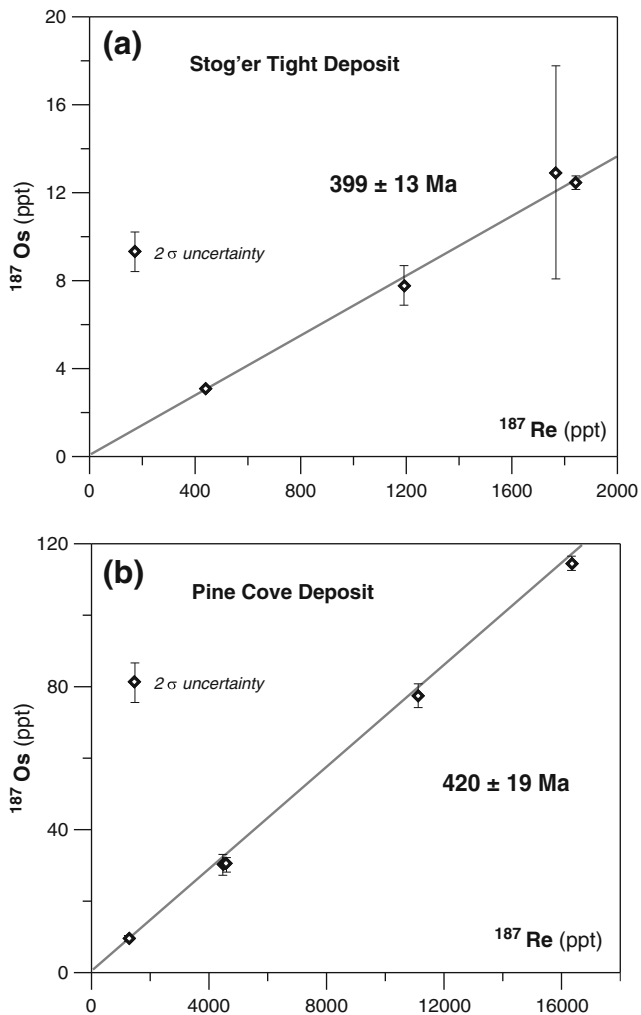 (a)
Stog'er Tight Deposit
399 ± 13 Ma
2 σ uncertainty
187 Os (ppt)
187 Re (ppt)
20
16
12
8
4
0
0 400 800 1200 1600 2000
(b)
Pine Cove Deposit
2 σ uncertainty
420 ± 19 Ma
187 Os (ppt)
187 Re (ppt)
120
80
40
0
0 4000 8000 12000 16000